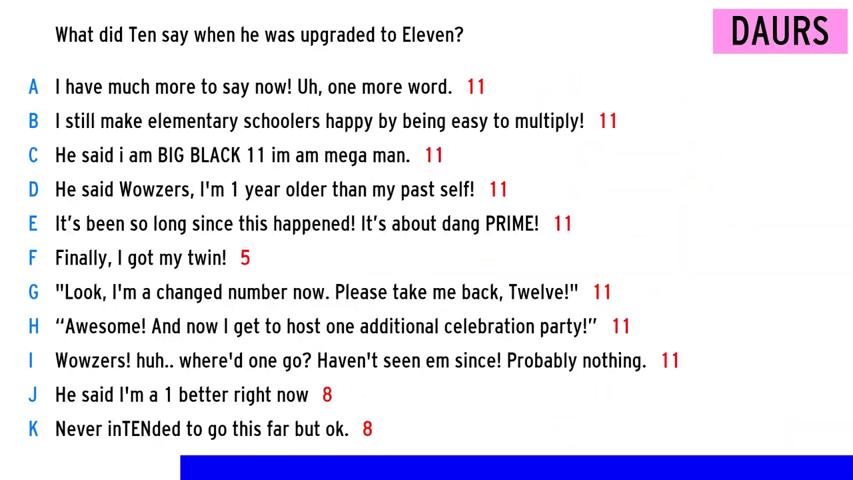 What did Ten say when he was upgraded to Eleven?
DAURS
A I have much more to say now! Uh, one more word. 11
B I still make elementary schoolers happy by being easy to multiply! 11
C He said i am BIG BLACK 11 im am mega man. 11
D He said Wowzers, I'm 1 year older than my past self! 11
E It’s been so long since this happened! It’s about dang PRIME! 11
F Finally, I got my twin! 5
G "Look, I'm a changed number now. Please take me back, Twelve!" 11
H “Awesome! And now I get to host one additional celebration party!” 11
I Wowzers! huh.. where'd one go? Haven't seen em since! Probably nothing. 11
J He said I'm a 1 better right now 8
K Never inTENded to go this far but ok. 8